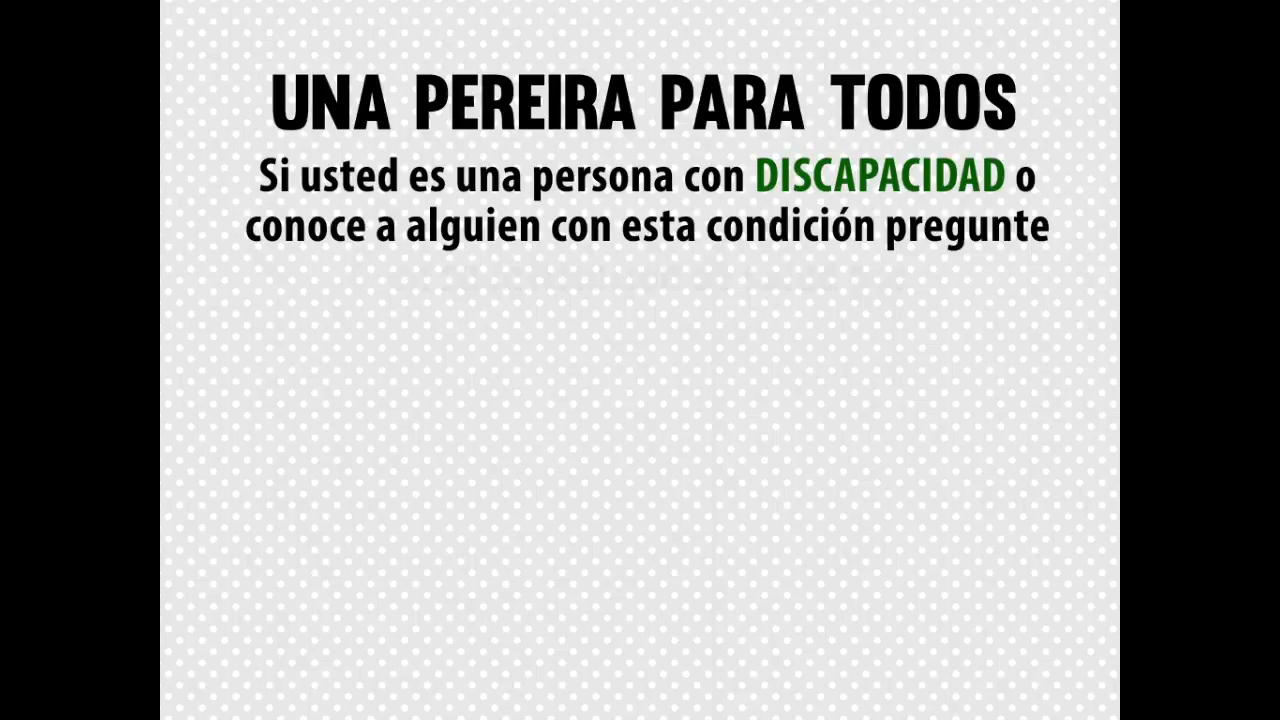 UNA PEREIRA PARA TODOS
Si usted es una persona con DISCAPACIDAD o
conoce a alguien con esta condición pregunte